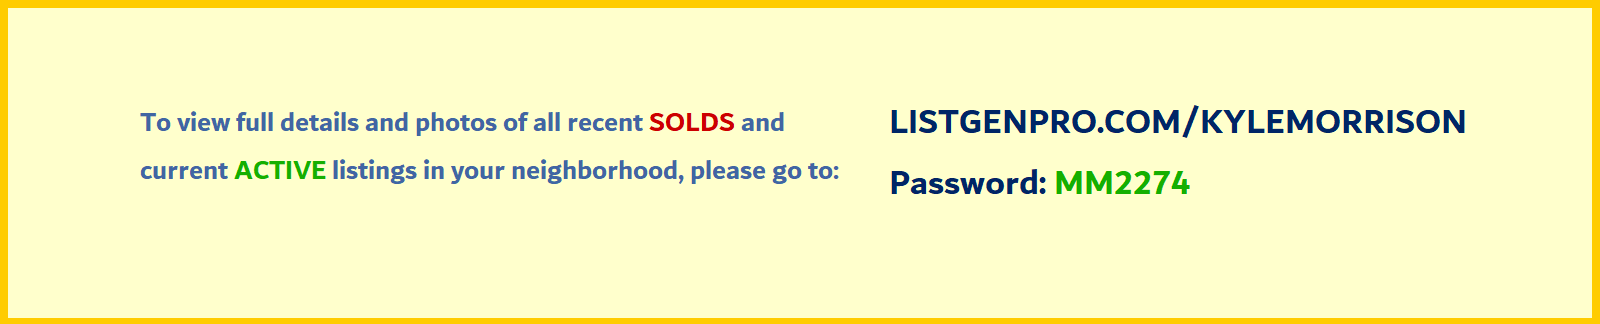 To view full details and photos of all recent SOLDS and
current ACTIVE listings in your neighborhood, please go to:
LISTGENPRO.COM/KYLEMORRISON
Password: MM2274